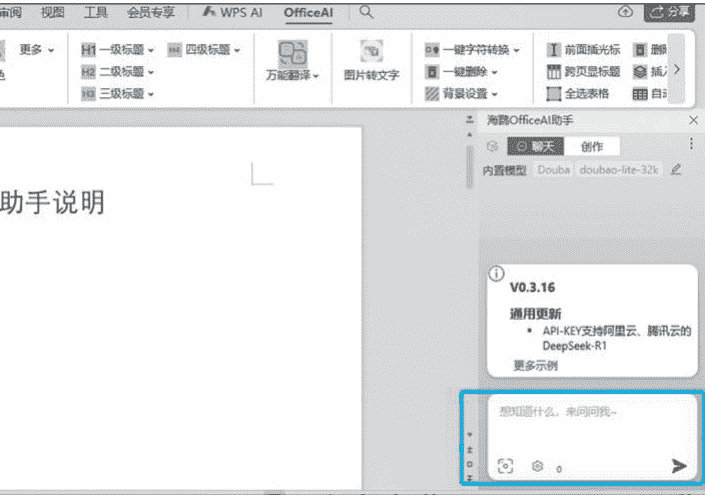 审阅 视图 工具 会员专享 WPS AI OfficeAI 分享
更多 H1 一级标题 H4 四级标题 一键字符转换 前面插光标
H2 二级标题 万能翻译 图片转文字 一键删除 跨页显标题
H3 三级标题 背景设置 全选表格
海鹦OfficeAI助手
聊天 创作
内置模型 Douba doubao-lite-32k
助手说明
V0.3.16
通用更新
API-KEY支持阿里云、腾讯云的
DeepSeek-R1
更多示例
想知道什么，来问问我~
0